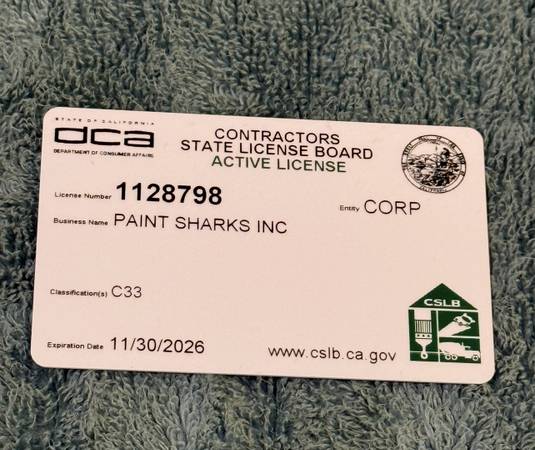 STATE OF CALIFORNIA
dca
DEPARTMENT OF CONSUMER AFFAIRS
CONTRACTORS
STATE LICENSE BOARD
ACTIVE LICENSE
License Number 1128798
Entity CORP
Business Name PAINT SHARKS INC
Classification(s) C33
CSLB
Expiration Date 11/30/2026
www.cslb.ca.gov